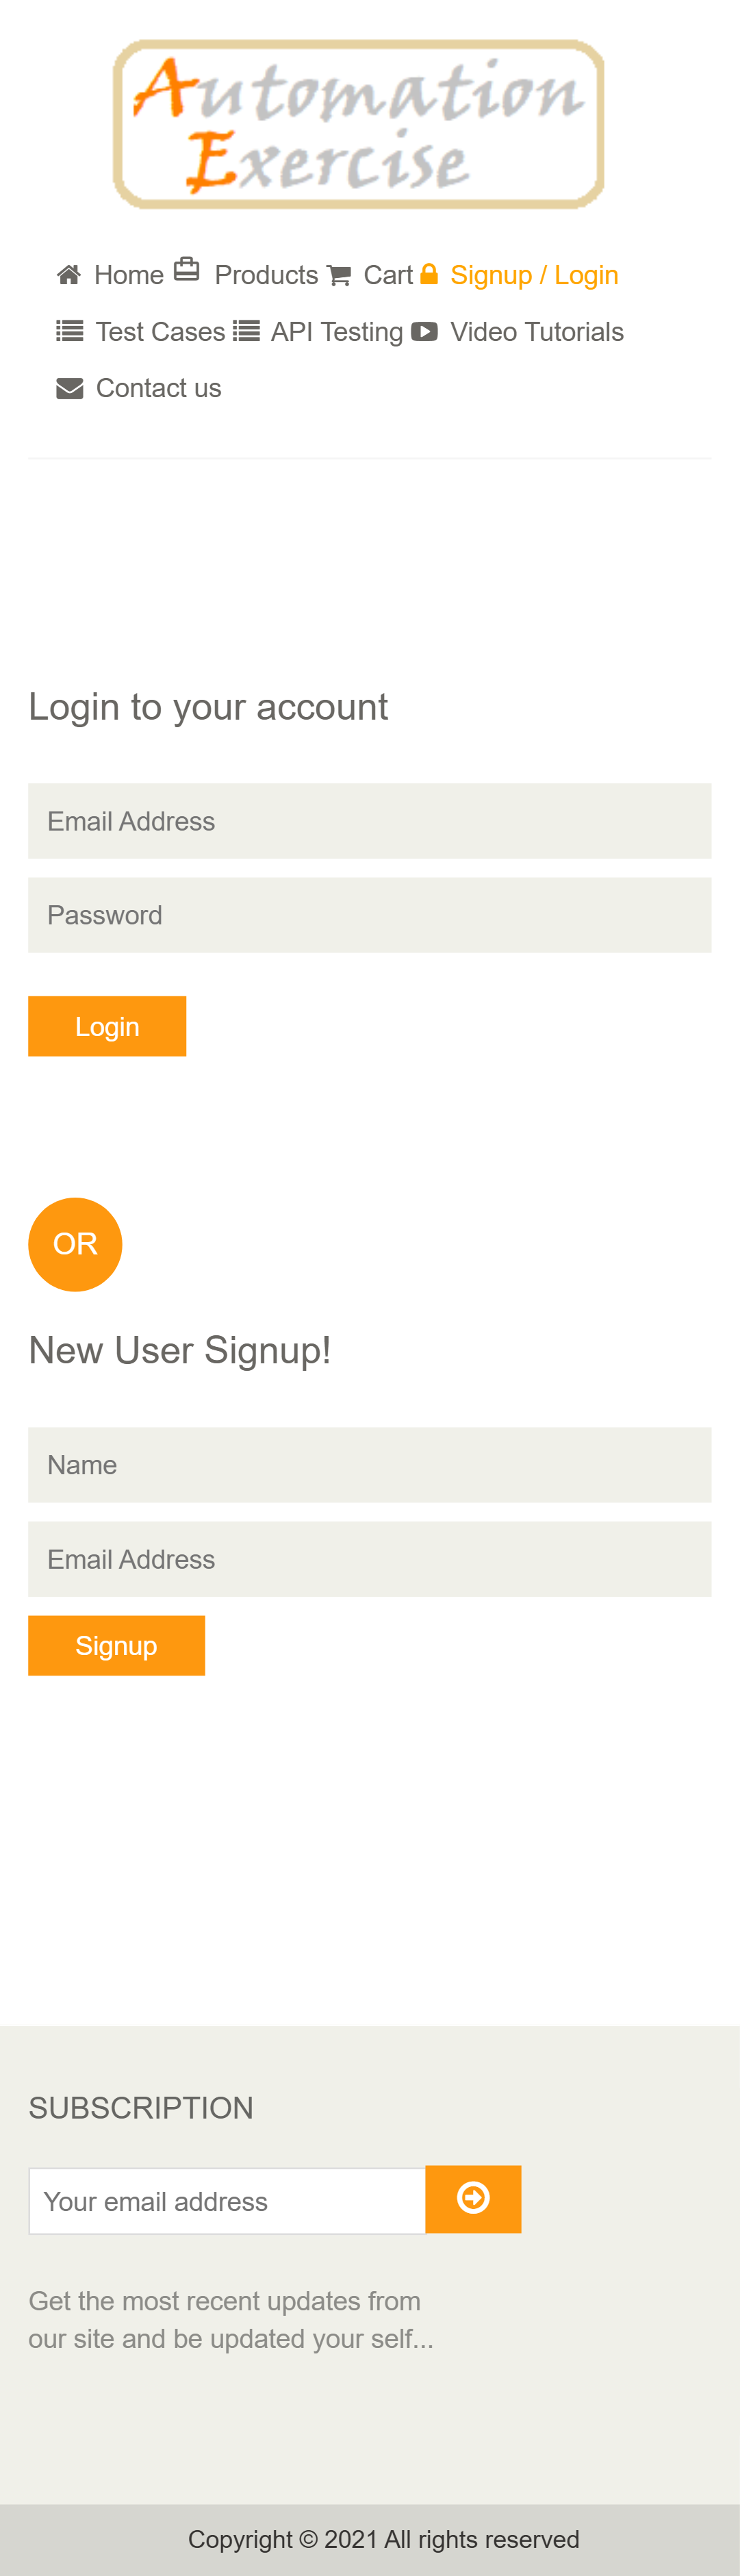 Automation
Exercise
Home Products Cart Signup / Login
Test Cases API Testing Video Tutorials
Contact us
Login to your account
Email Address
Password
Login
OR
New User Signup!
Name
Email Address
Signup
SUBSCRIPTION
Your email address
Get the most recent updates from
our site and be updated your self...
Copyright © 2021 All rights reserved